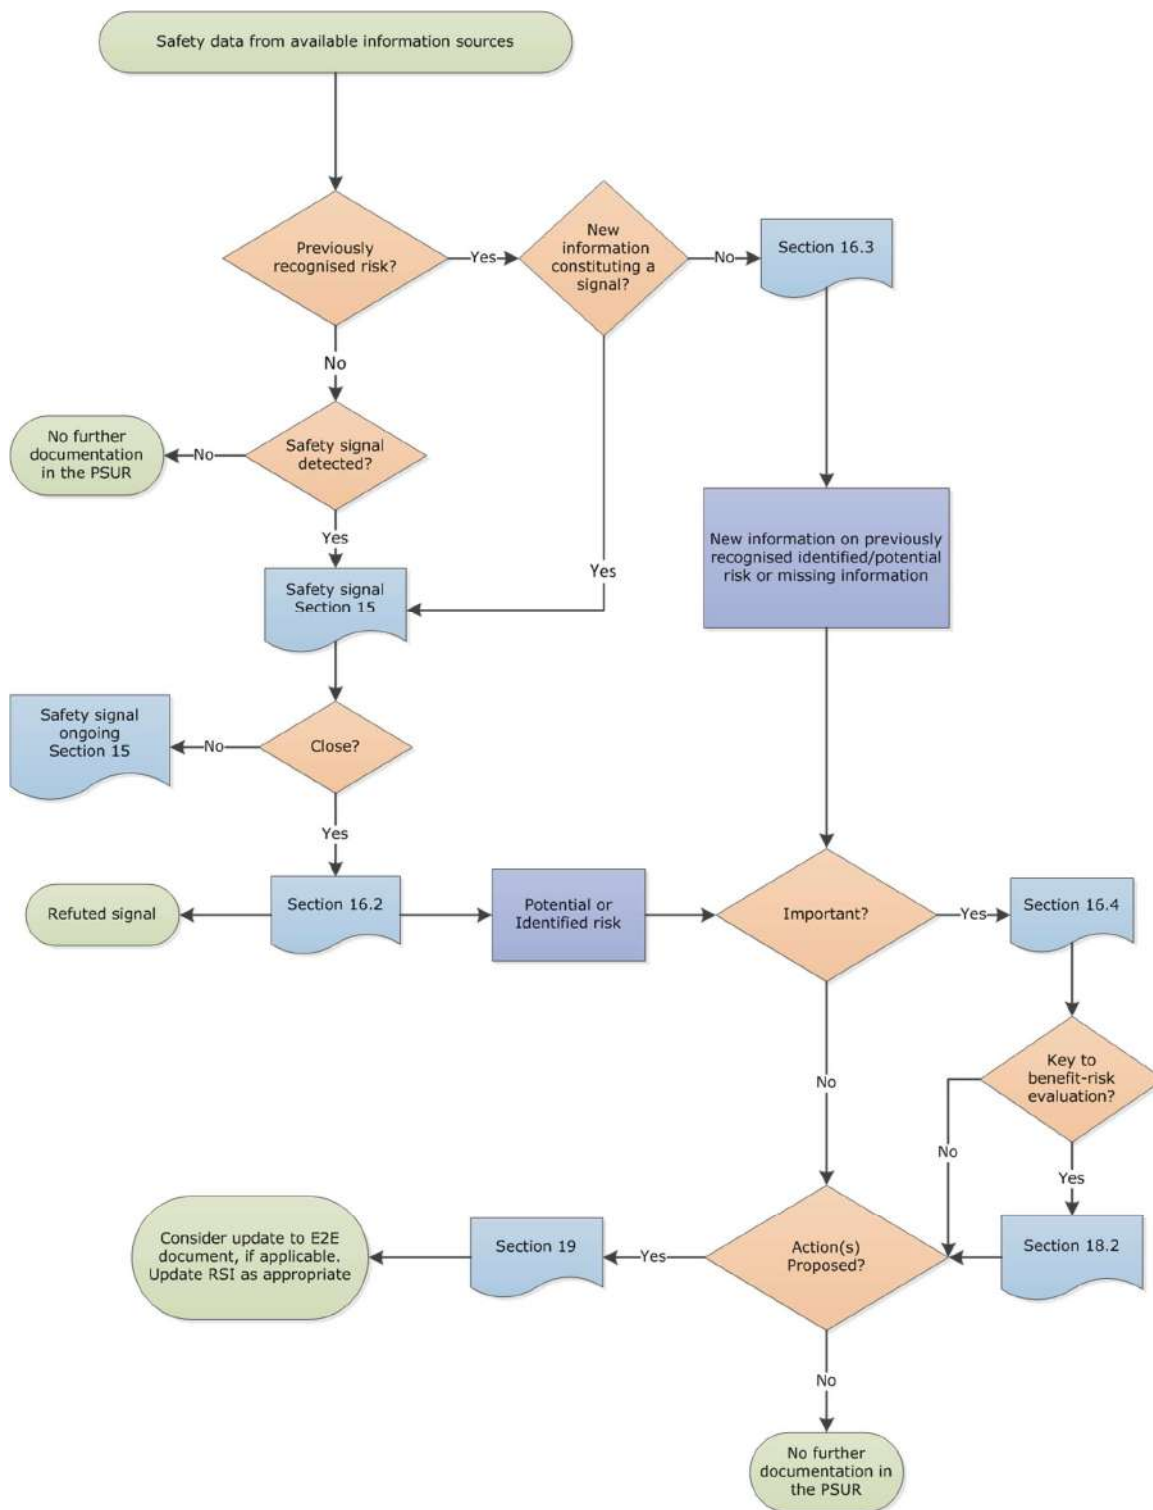 Safety data from available information sources
Previously
recognised risk?
Yes
New
information
constituting a
signal?
No
Section 16.3
No
No further
documentation
in the PSUR
No
Safety signal
detected?
Yes
Yes
New information on previously
recognised identified/potential
risk or missing information
Safety signal
Section 15
Safety signal
ongoing
Section 15
No
Close?
Yes
Refuted signal
Section 16.2
Potential or
Identified risk
Important?
Yes
Section 16.4
No
Key to
benefit-risk
evaluation?
No
Yes
Consider update to E2E
document, if applicable.
Update RSI as appropriate
Section 19
Yes
Action(s)
Proposed?
Section 18.2
No
No further
documentation in
the PSUR